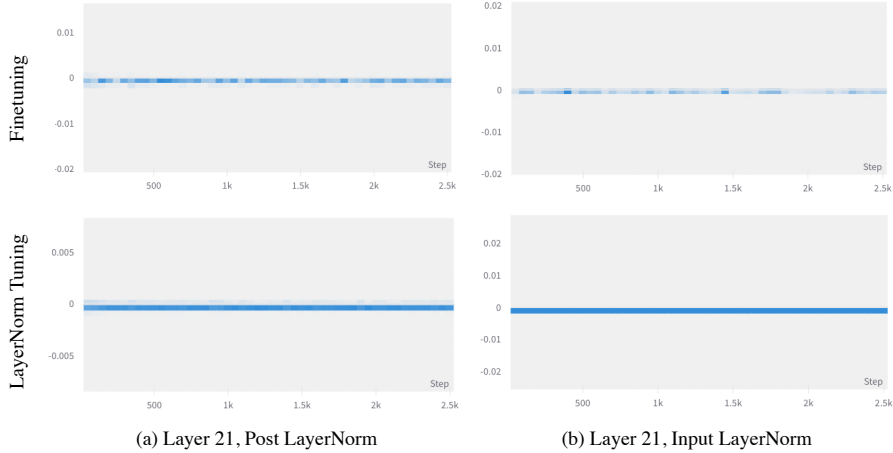 Finetuning
0.01
0
-0.01
-0.02
Step
500 1k 1.5k 2k 2.5k
0.02
0.01
0
-0.01
-0.02
Step
500 1k 1.5k 2k 2.5k
LayerNorm Tuning
0.005
0
-0.005
Step
500 1k 1.5k 2k 2.5k
0.02
0.01
0
-0.01
-0.02
Step
500 1k 1.5k 2k 2.5k
(a) Layer 21, Post LayerNorm
(b) Layer 21, Input LayerNorm